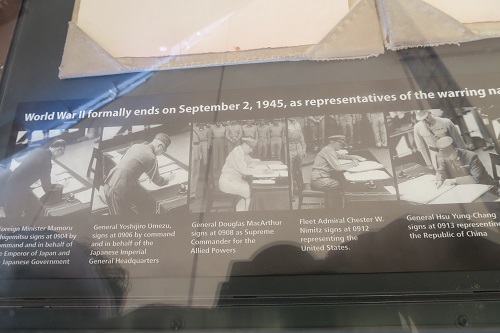 World War II formally ends on September 2, 1945, as representatives of the warring na
Foreign Minister Mamoru
Shigemitsu signs at 0904 by
command and in behalf of
the Emperor of Japan and
Japanese Government
General Yoshijiro Umezu,
signs at 0906 by command
and in behalf of the
Japanese Imperial
General Headquarters
General Douglas MacArthur
signs at 0908 as Supreme
Commander for the
Allied Powers
Fleet Admiral Chester W.
Nimitz signs at 0912
representing the
United States.
General Hsu Yung-Chang
signs at 0913 representing
the Republic of China